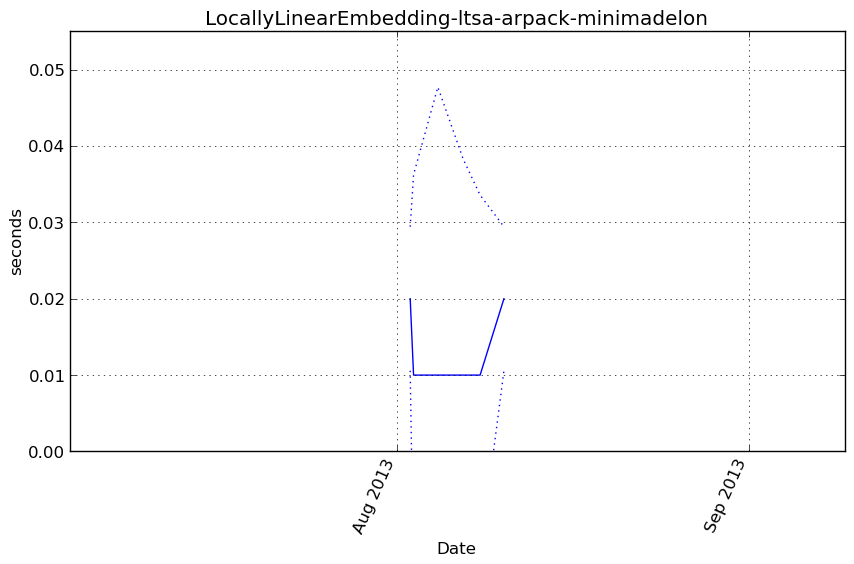 LocallyLinearEmbedding-ltsa-arpack-minimadelon
0.05
0.04
0.03
0.02
0.01
0.00
seconds
Aug 2013
Sep 2013
Date